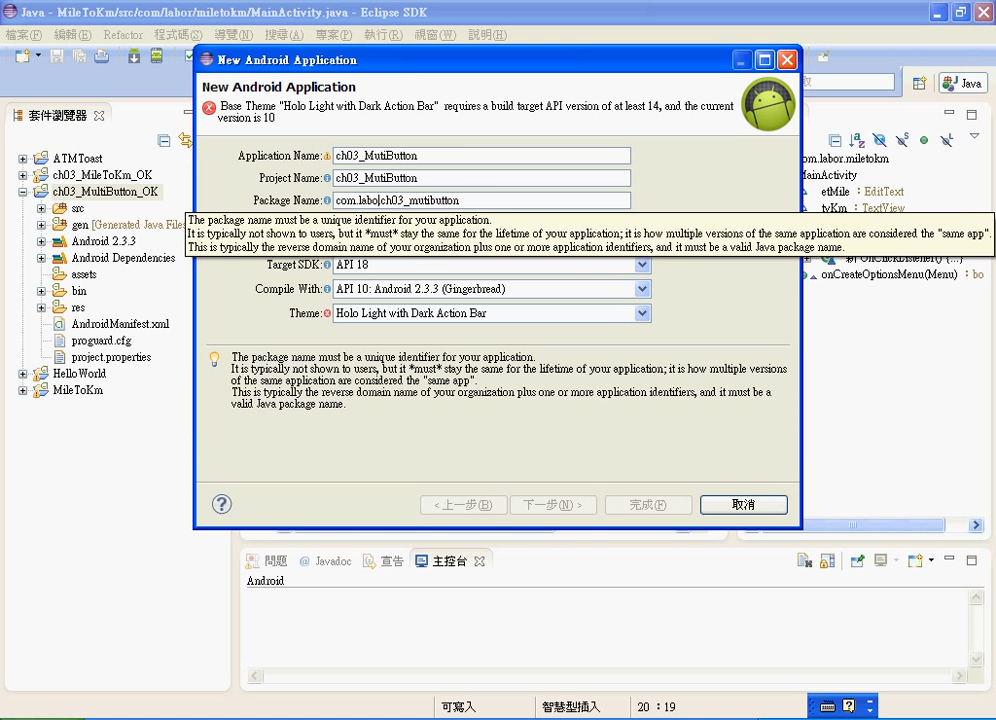 Java - MileToKm/src/com/labor/miletokm/MainActivity.java - Eclipse SDK
檔案(F) 編輯(E) Refactor 程式碼(S) 導覽(N) 搜尋(A) 專案(P) 執行(R) 視窗(W) 說明(H)
Java
套件瀏覽器
ATMToast
ch03_MileToKm_OK
ch03_MultiButton_OK
src
gen [Generated Java File
Android 2.3.3
Android Dependencies
assets
bin
res
AndroidManifest.xml
proguard.cfg
project.properties
HelloWorld
MileToKm
New Android Application
New Android Application
Base Theme "Holo Light with Dark Action Bar" requires a build target API version of at least 14, and the current
version is 10
Application Name: ch03_MutiButton
Project Name: ch03_MutiButton
Package Name: com.labo ch03_mutibutton
The package name must be a unique identifier for your application.
It is typically not shown to users, but it *must* stay the same for the lifetime of your application; it is how multiple versions of the same application are considered the "same app".
This is typically the reverse domain name of your organization plus one or more application identifiers, and it must be a valid Java package name.
Target SDK: API 18
Compile With: API 10: Android 2.3.3 (Gingerbread)
Theme: Holo Light with Dark Action Bar
The package name must be a unique identifier for your application.
It is typically not shown to users, but it *must* stay the same for the lifetime of your application; it is how multiple versions
of the same application are considered the "same app".
This is typically the reverse domain name of your organization plus one or more application identifiers, and it must be a
valid Java package name.
< 上一步(B) 下一步(N) > 完成(F) 取消
om.labor.miletokm
MainActivity
etMile : EditText
tvKm : TextView
新 OnClickListener() {...}
onCreateOptionsMenu(Menu) : bo
問題 @ Javadoc 宣告 主控台
Android
可寫入 智慧型插入 20 : 19